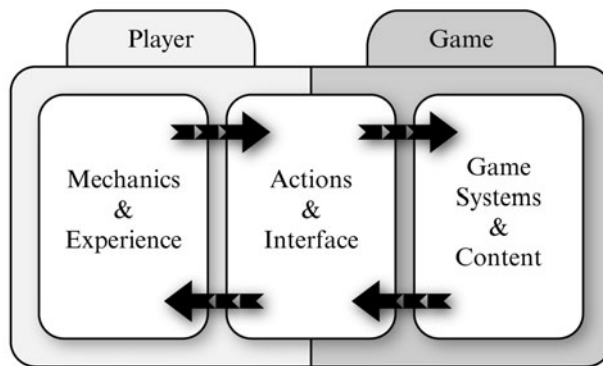 Player
Game
Mechanics
&
Experience
Actions
&
Interface
Game
Systems
&
Content